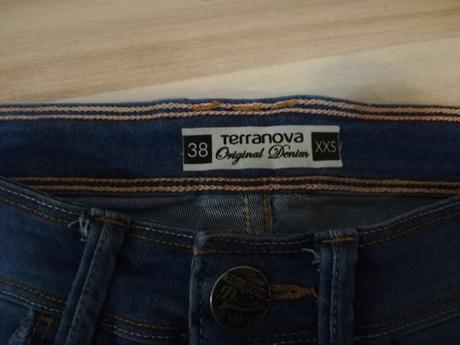 38 Terranova XXS
Original Denim